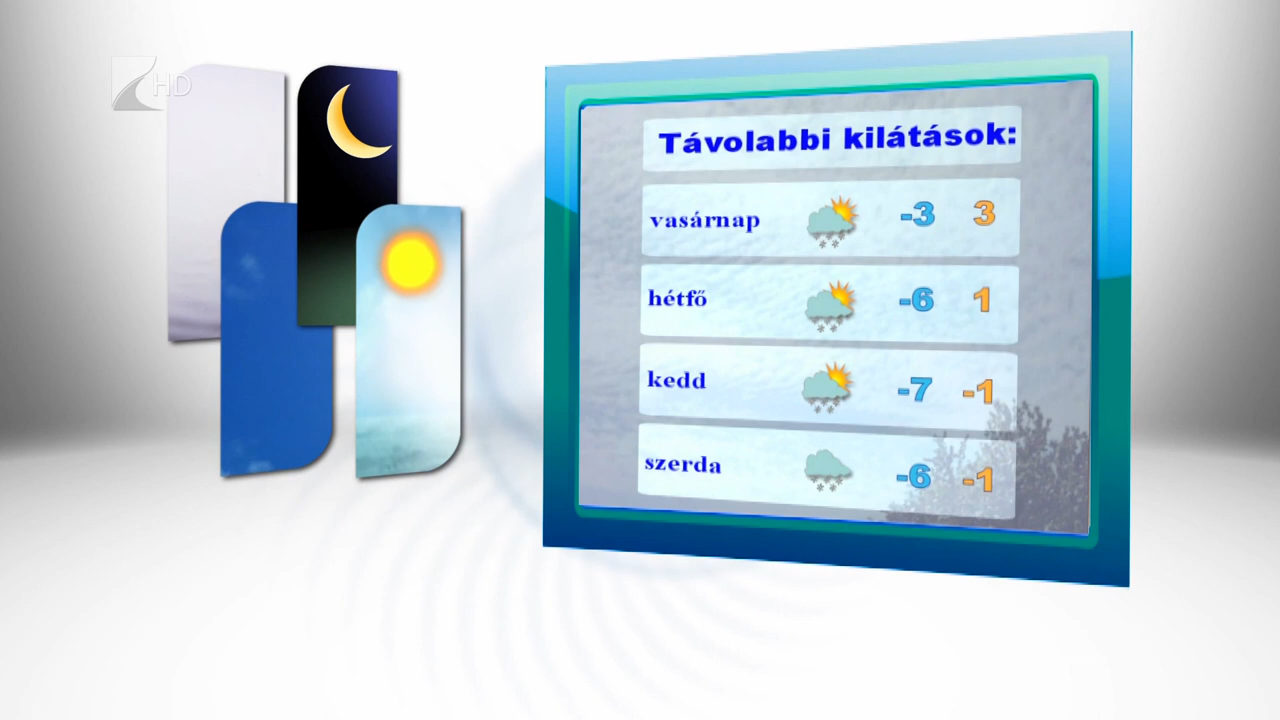 HD
Távolabbi kilátások:
vasárnap -3 3
hétfő -6 1
kedd -7 -1
szerda -6 -1